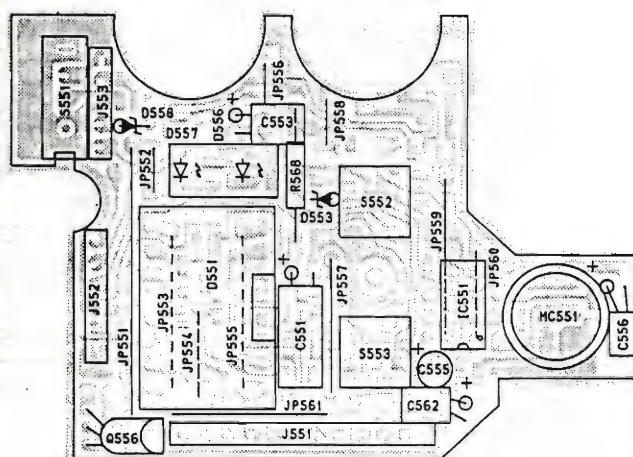 S551
J553
D558
D557
D556
C553
JP556
JP558
JP552
R568
D553
S552
JP559
JP560
J552
JP551
JP553
JP554
D551
JP555
C551
JP557
S553
IC551
MC551
C556
C555
C562
JP561
J551
Q556
+
+
+
+
+